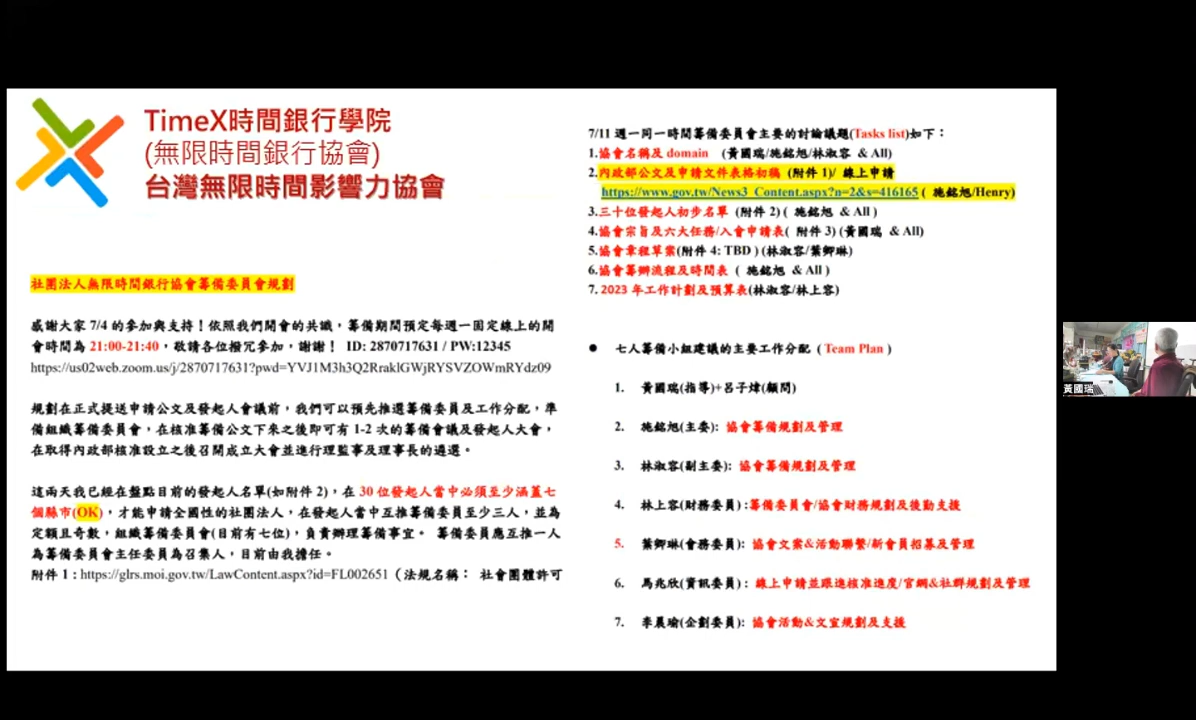 TimeX時間銀行學院
(無限時間銀行協會)
台灣無限時間影響力協會
社團法人無限時間銀行協會籌備委員會規劃
感謝大家 7/4 的參加與支持！依照我們開會的共識，籌備期間預定每週一固定線上的開
會時間為 21:00-21:40，敬請各位撥冗參加，謝謝！ ID: 2870717631 / PW:12345
https://us02web.zoom.us/j/2870717631?pwd=YVJ1M3h3Q2RraklGWjRYSVZOWmRYdz09
規劃在正式提送申請公文及發起人會議前，我們可以預先推選籌備委員及工作分配，準
備組織籌備委員會，在核准籌備公文下來之後即可有 1-2 次的籌備會議及發起人大會，
在取得內政部核准設立之後召開成立大會並進行理監事及理事長的遴選。
這兩天我已經在盤點目前的發起人名單(如附件 2)，在 30 位發起人當中必須至少涵蓋七
個縣市(OK)，才能申請全國性的社團法人，在發起人當中互推籌備委員至少三人，並為
定額且奇數，組織籌備委員會(目前有七位)，負責辦理籌備事宜。 籌備委員應互推一人
為籌備委員會主任委員為召集人，目前由我擔任。
附件 1：https://glrs.moi.gov.tw/LawContent.aspx?id=FL002651（法規名稱： 社會團體許可
7/11 週一同一時間籌備委員會主要的討論議題(Tasks list)如下：
1.協會名稱及 domain (黃國瑞/施銘旭/林淑容 & All)
2.內政部公文及申請文件表格初稿 (附件 1)/ 線上申請
https://www.gov.tw/News3_Content.aspx?n=2&s=416165 ( 施銘旭/Henry)
3.三十位發起人初步名單 (附件 2) ( 施銘旭 & All )
4.協會宗旨及六大任務/入會申請表( 附件 3) (黃國瑞 & All)
5.協會章程草案(附件 4: TBD ) (林淑容/葉卿琳)
6.協會籌辦流程及時間表 ( 施銘旭 & All )
7. 2023 年工作計劃及預算表(林淑容/林上容)
● 七人籌備小組建議的主要工作分配 ( Team Plan )
1. 黃國瑞(指導)+呂子煒(顧問)
2. 施銘旭(主委): 協會籌備規劃及管理
3. 林淑容(副主委): 協會籌備規劃及管理
4. 林上容(財務委員) :籌備委員會/協會財務規劃及後勤支援
5. 葉卿琳(會務委員): 協會文案&活動聯繫/新會員招募及管理
6. 馬兆欣(資訊委員) : 線上申請並跟進核准進度/官網&社群規劃及管理
7. 李晨瑜(企劃委員): 協會活動&文宣規劃及支援
黃國瑞